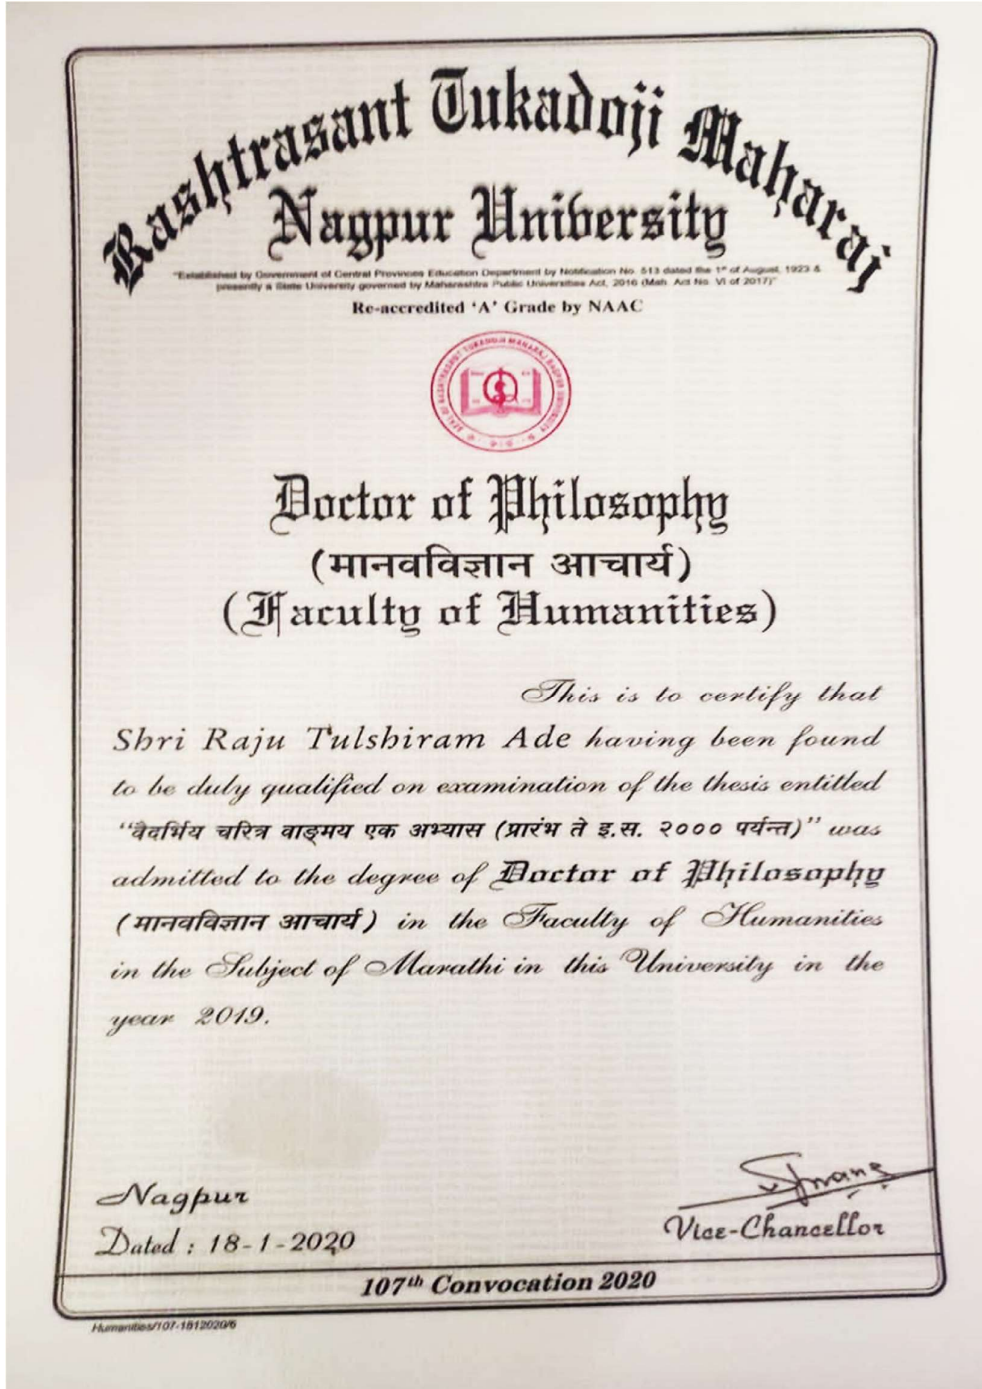 Rashtrasant Tukadoji Maharaj
Nagpur University
"Established by Government of Central Provinces Education Department by Notification No. 513 dated the 1st of August, 1923 &
presently a State University governed by Maharashtra Public Universities Act, 2016 (Mah. Act No. VI of 2017)"
Re-accredited 'A' Grade by NAAC
Doctor of Philosophy
(मानवविज्ञान आचार्य)
(Faculty of Humanities)
This is to certify that
Shri Raju Tulshiram Ade having been found
to be duly qualified on examination of the thesis entitled
"वैदर्भिय चरित्र वाङ्मय एक अभ्यास (प्रारंभ ते इ.स. २००० पर्यन्त)" was
admitted to the degree of Doctor of Philosophy
(मानवविज्ञान आचार्य) in the Faculty of Humanities
in the Subject of Marathi in this University in the
year 2019.
Nagpur
Vice-Chancellor
Dated : 18-1-2020
107th Convocation 2020
Humanities/107-1812020/6